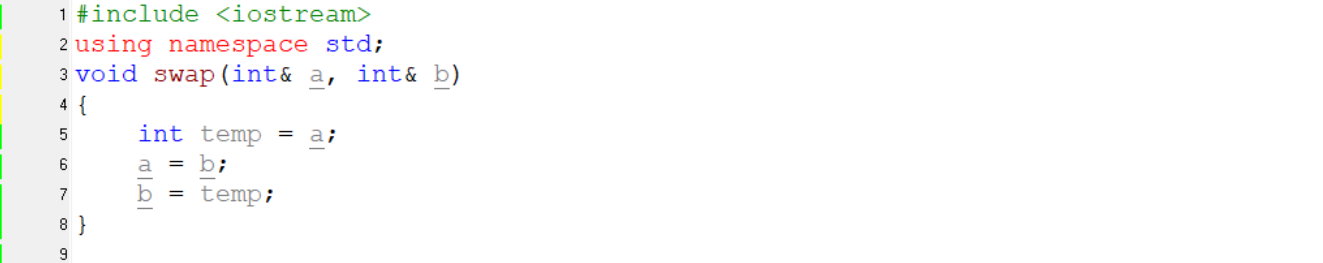 1 #include <iostream>
2 using namespace std;
3 void swap(int& a, int& b)
4 {
5     int temp = a;
6     a = b;
7     b = temp;
8 }
9